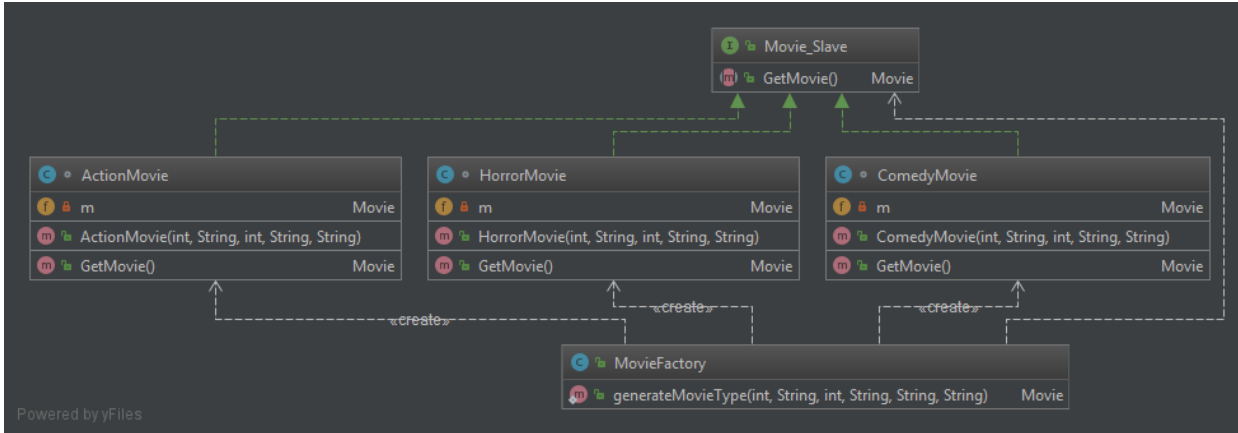 Movie_Slave
GetMovie() Movie
ActionMovie
m Movie
ActionMovie(int, String, int, String, String)
GetMovie() Movie
HorrorMovie
m Movie
HorrorMovie(int, String, int, String, String)
GetMovie() Movie
ComedyMovie
m Movie
ComedyMovie(int, String, int, String, String)
GetMovie() Movie
«create»
«create»
«create»
MovieFactory
generateMovieType(int, String, int, String, String, String) Movie
Powered by yFiles